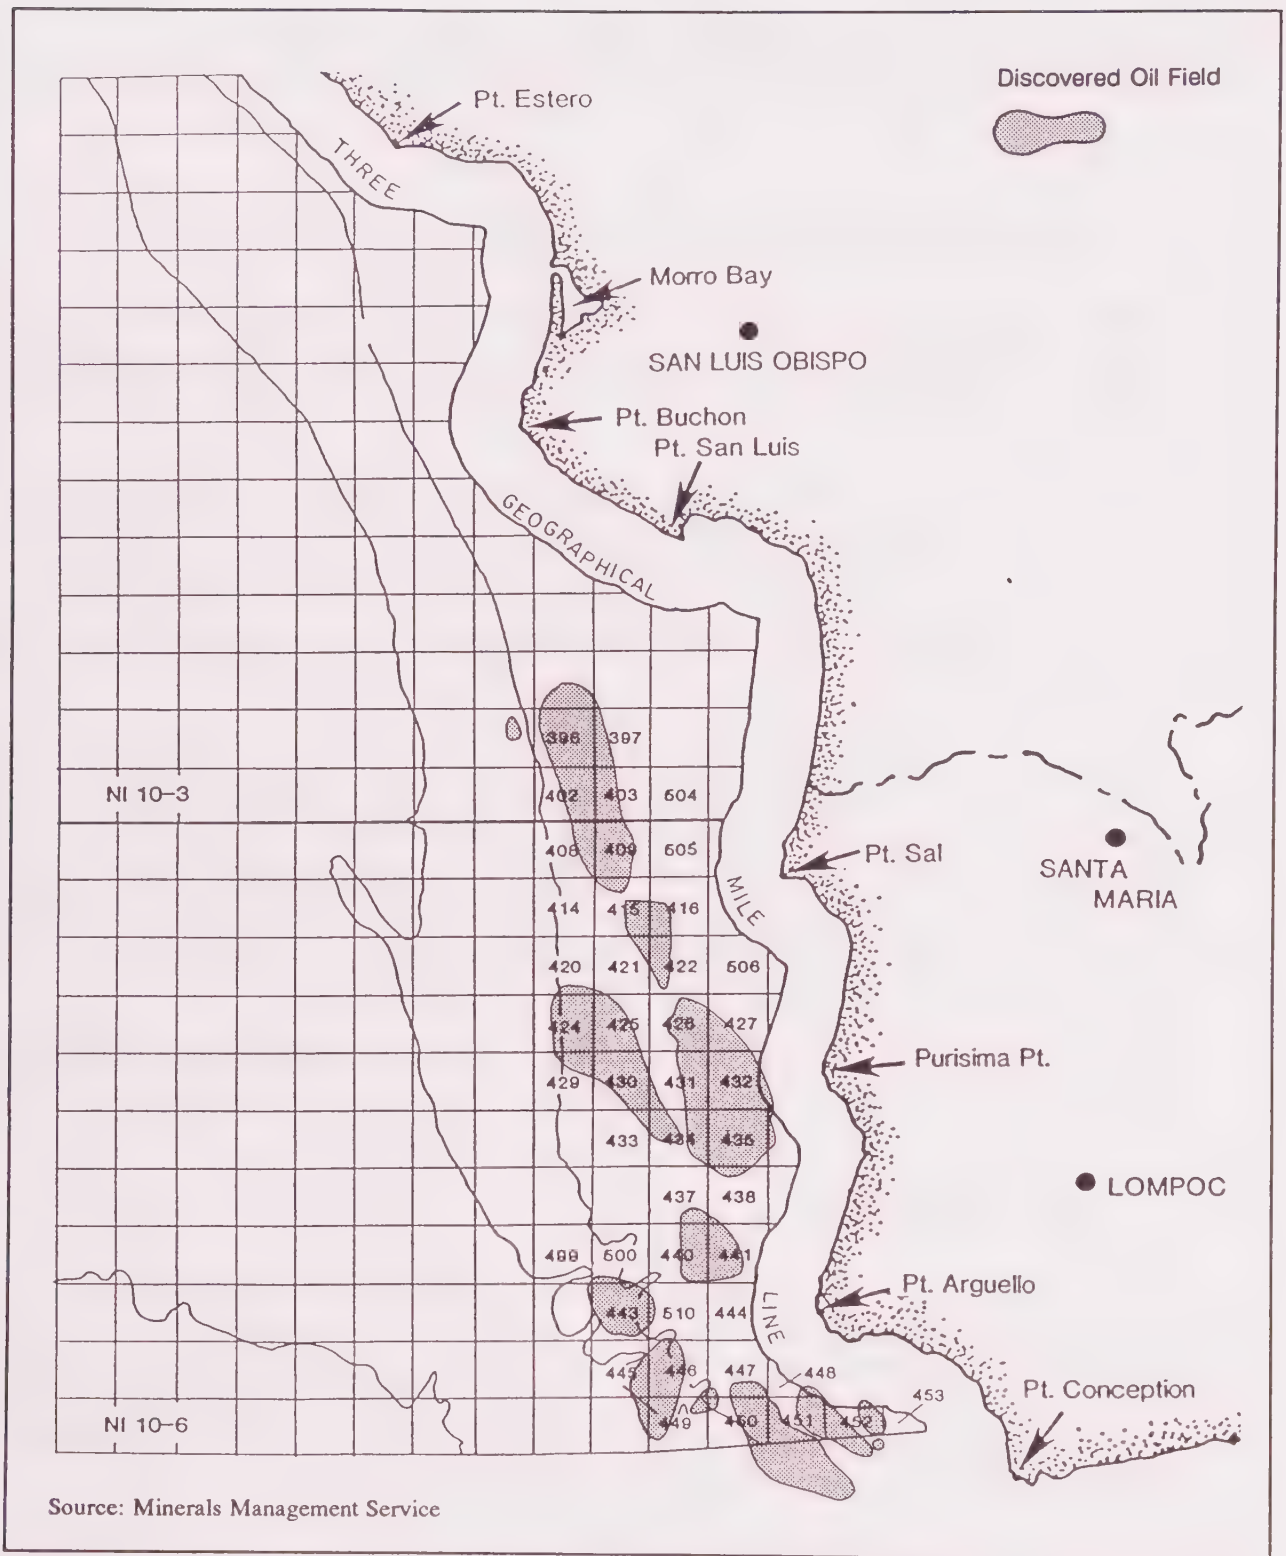 Discovered Oil Field
Pt. Estero
THREE
Morro Bay
SAN LUIS OBISPO
Pt. Buchon
Pt. San Luis
GEOGRAPHICAL
396 397
NI 10-3
402 403 504
408 409 505
Pt. Sal
SANTA
MARIA
MILE
414 415 416
420 421 422 506
424 425 426 427
Purisima Pt.
429 430 431 432
433 434 435
LOMPOC
437 438
499 500 440 441
Pt. Arguello
443 510 444
LINE
445 446 447 448
453
Pt. Conception
NI 10-6
449 450 451 452
Source: Minerals Management Service